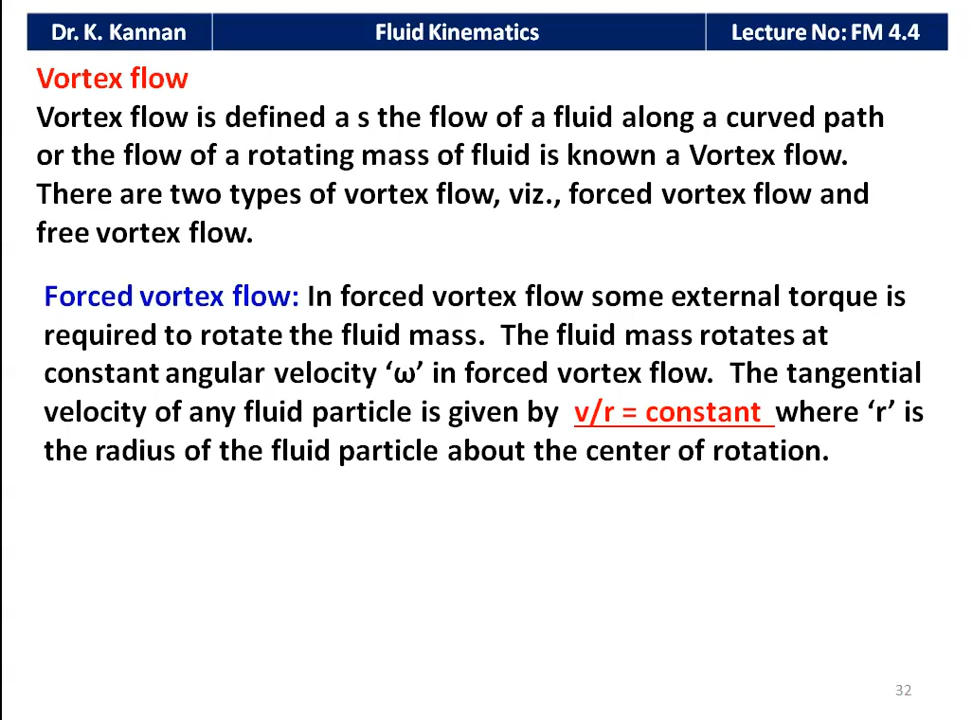 Dr. K. Kannan Fluid Kinematics Lecture No: FM 4.4
Vortex flow
Vortex flow is defined a s the flow of a fluid along a curved path
or the flow of a rotating mass of fluid is known a Vortex flow.
There are two types of vortex flow, viz., forced vortex flow and
free vortex flow.
Forced vortex flow: In forced vortex flow some external torque is
required to rotate the fluid mass. The fluid mass rotates at
constant angular velocity ‘ω’ in forced vortex flow. The tangential
velocity of any fluid particle is given by v/r = constant where ‘r’ is
the radius of the fluid particle about the center of rotation.
32